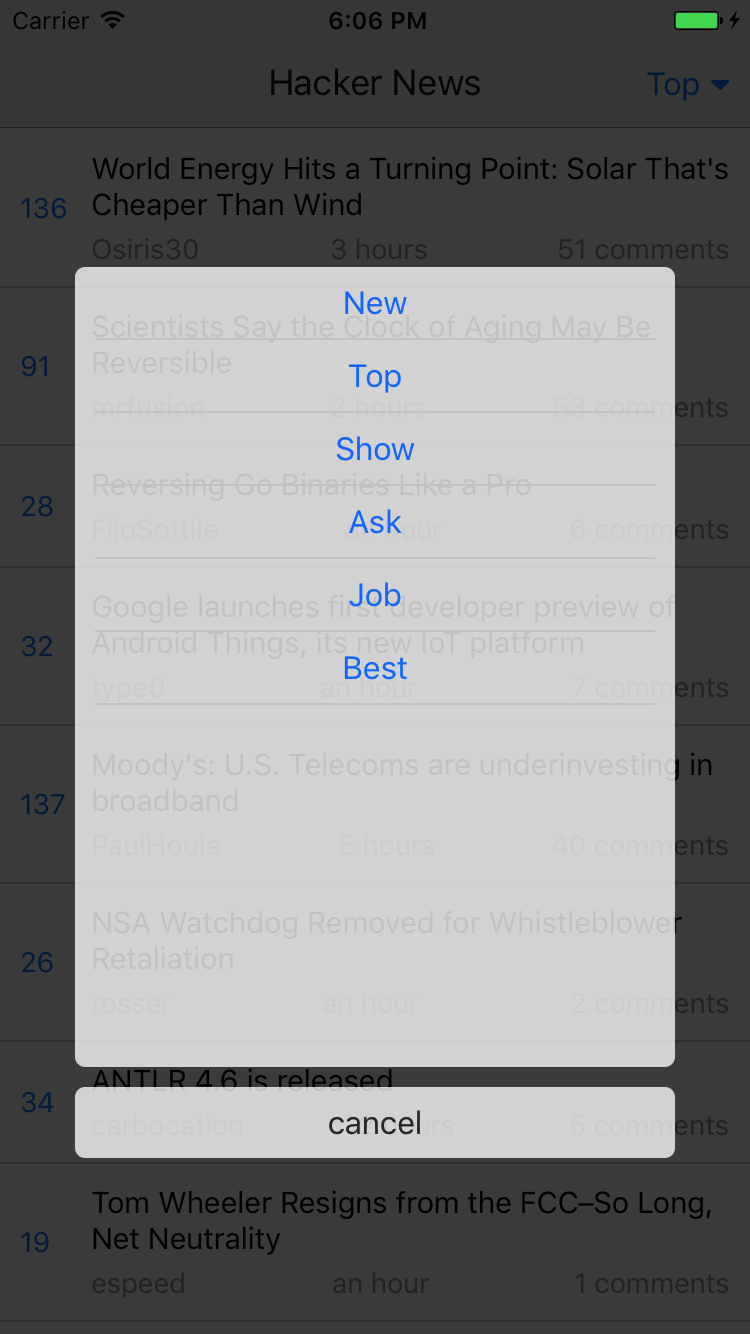 Carrier 6:06 PM
Hacker News Top
World Energy Hits a Turning Point: Solar That's
Cheaper Than Wind
136
Osiris30 3 hours 51 comments
New
Scientists Say the Clock of Aging May Be
Reversible
91
Top
mrfusion 2 hours 53 comments
Show
Reversing Go Binaries Like a Pro
28
Ask
FiloSottile an hour 6 comments
Job
Google launches first developer preview of
Android Things, its new IoT platform
32
Best
type0 an hour 7 comments
Moody's: U.S. Telecoms are underinvesting in
broadband
137
PaulHoule 5 hours 40 comments
NSA Watchdog Removed for Whistleblower
Retaliation
26
rosser an hour 2 comments
ANTLR 4.6 is released
34
cancel
carbocation 5 comments
Tom Wheeler Resigns from the FCC–So Long,
Net Neutrality
19
espeed an hour 1 comments